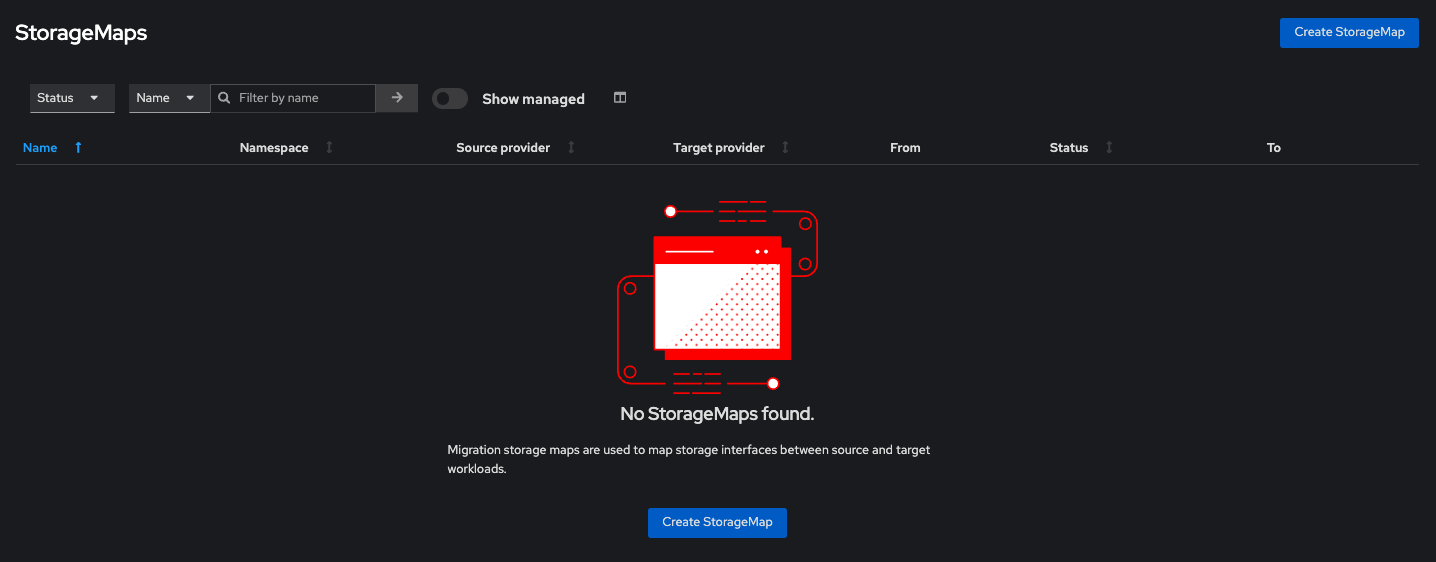 StorageMaps
Create StorageMap
Status
Name
Filter by name
Show managed
Name
Namespace
Source provider
Target provider
From
Status
To
No StorageMaps found.
Migration storage maps are used to map storage interfaces between source and target
workloads.
Create StorageMap